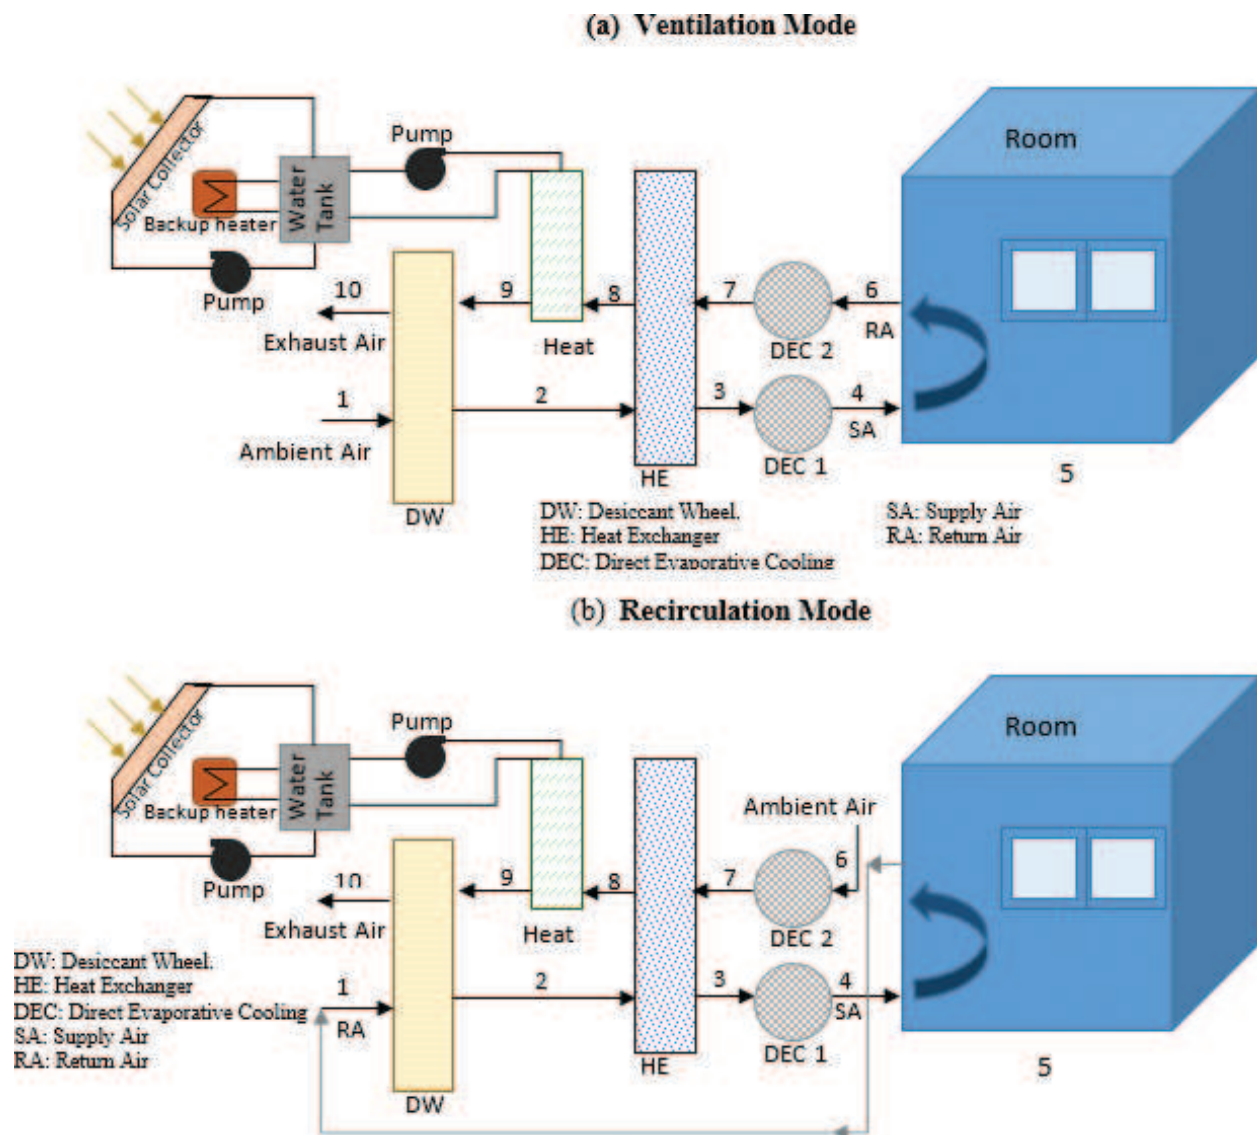 (a) Ventilation Mode
Solar Collector
Backup heater
Water Tank
Pump
Pump
Room
10
9
8
7
6
Exhaust Air
Heat
DEC 2
RA
1
2
3
4
Ambient Air
DEC 1
SA
HE
5
DW
DW: Desiccant Wheel.
HE: Heat Exchanger
DEC: Direct Evaporative Cooling
SA: Supply Air
RA: Return Air
(b) Recirculation Mode
Solar Collector
Backup heater
Water Tank
Pump
Pump
Room
Ambient Air
10
9
8
7
6
Exhaust Air
Heat
DEC 2
DW: Desiccant Wheel.
HE: Heat Exchanger
DEC: Direct Evaporative Cooling
SA: Supply Air
RA: Return Air
1
2
3
4
RA
SA
DEC 1
HE
5
DW